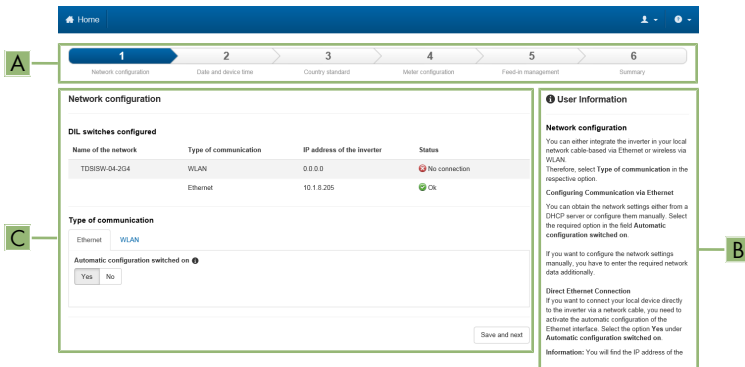 Home
A
1 2 3 4 5 6
Network configuration Date and device time Country standard Meter configuration Feed-in management Summary
Network configuration
DIL switches configured
Name of the network Type of communication IP address of the inverter Status
TDSISW-04-2G4 WLAN 0.0.0.0 No connection
Ethernet 10.1.8.205 Ok
Type of communication
Ethernet WLAN
Automatic configuration switched on
Yes No
Save and next
C
User Information
Network configuration
You can either integrate the inverter in your local
network cable-based via Ethernet or wireless via
WLAN.
Therefore, select Type of communication in the
respective option.
Configuring Communication via Ethernet
You can obtain the network settings either from a
DHCP server or configure them manually. Select
the required option in the field Automatic
configuration switched on.
If you want to configure the network settings
manually, you have to enter the required network
data additionally.
Direct Ethernet Connection
If you want to connect your local device directly
to the inverter via a network cable, you need to
activate the automatic configuration of the
Ethernet interface. Select the option Yes under
Automatic configuration switched on.
Information: You will find the IP address of the
B